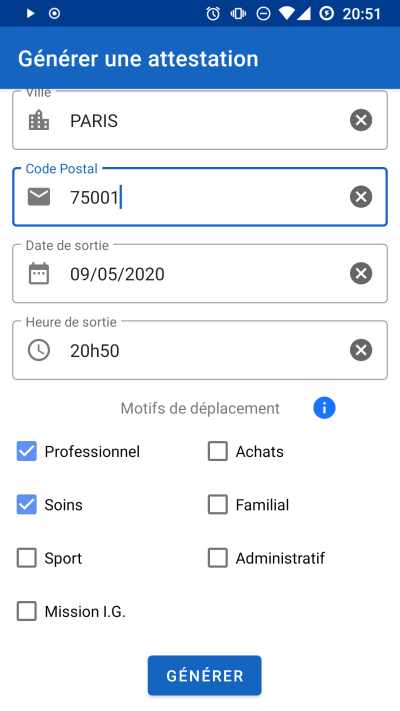 20:51
Générer une attestation
Ville
PARIS
Code Postal
75001
Date de sortie
09/05/2020
Heure de sortie
20h50
Motifs de déplacement
Professionnel
Achats
Soins
Familial
Sport
Administratif
Mission I.G.
GÉNÉRER